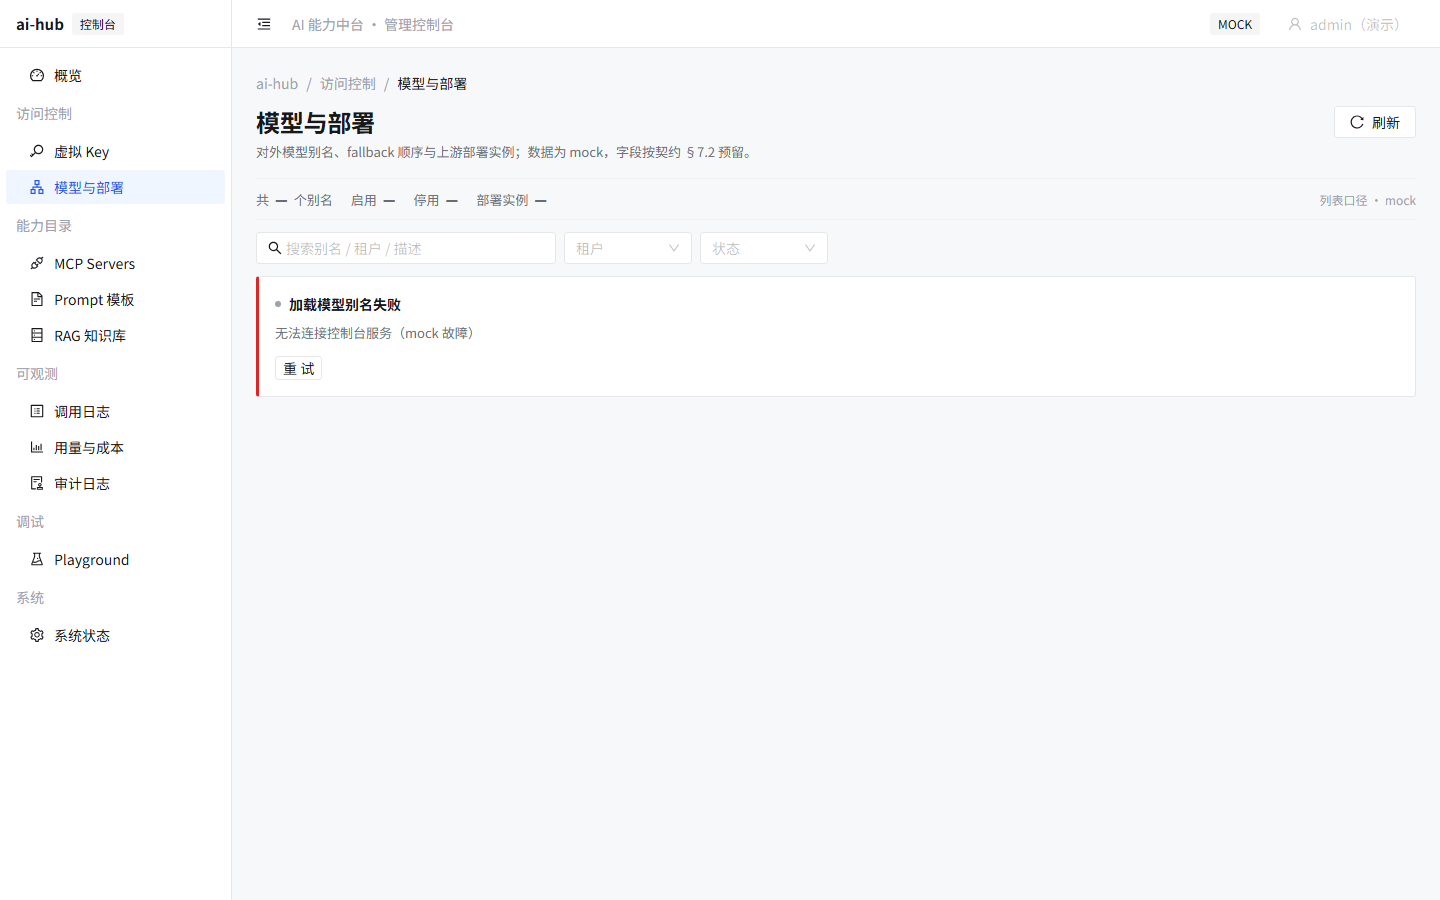 ai-hub 控制台
AI 能力中台 · 管理控制台
MOCK
admin（演示）
概览
访问控制
虚拟 Key
模型与部署
能力目录
MCP Servers
Prompt 模板
RAG 知识库
可观测
调用日志
用量与成本
审计日志
调试
Playground
系统
系统状态
ai-hub / 访问控制 / 模型与部署
模型与部署
刷新
对外模型别名、fallback 顺序与上游部署实例；数据为 mock，字段按契约 §7.2 预留。
共 — 个别名 启用 — 停用 — 部署实例 —
列表口径 · mock
搜索别名 / 租户 / 描述
租户
状态
加载模型别名失败
无法连接控制台服务（mock 故障）
重 试